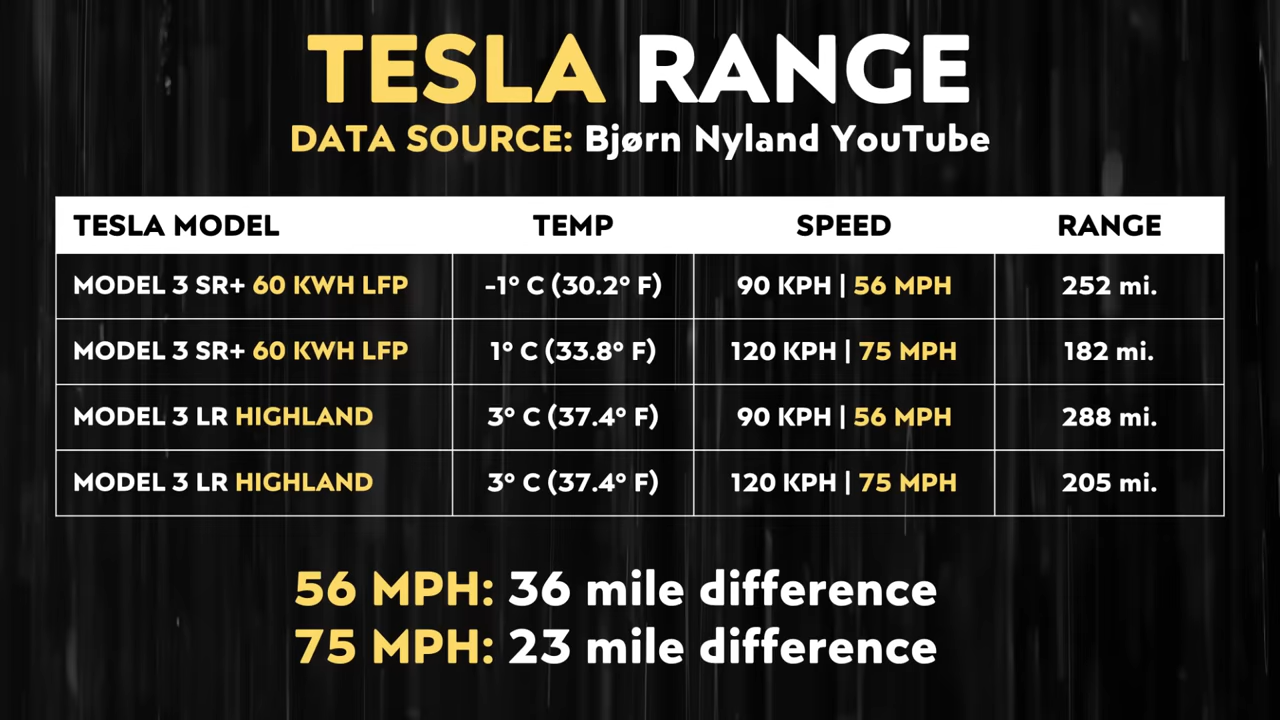 TESLA RANGE
DATA SOURCE: Bjørn Nyland YouTube
TESLA MODEL TEMP SPEED RANGE
MODEL 3 SR+ 60 KWH LFP -1° C (30.2° F) 90 KPH | 56 MPH 252 mi.
MODEL 3 SR+ 60 KWH LFP 1° C (33.8° F) 120 KPH | 75 MPH 182 mi.
MODEL 3 LR HIGHLAND 3° C (37.4° F) 90 KPH | 56 MPH 288 mi.
MODEL 3 LR HIGHLAND 3° C (37.4° F) 120 KPH | 75 MPH 205 mi.
56 MPH: 36 mile difference
75 MPH: 23 mile difference